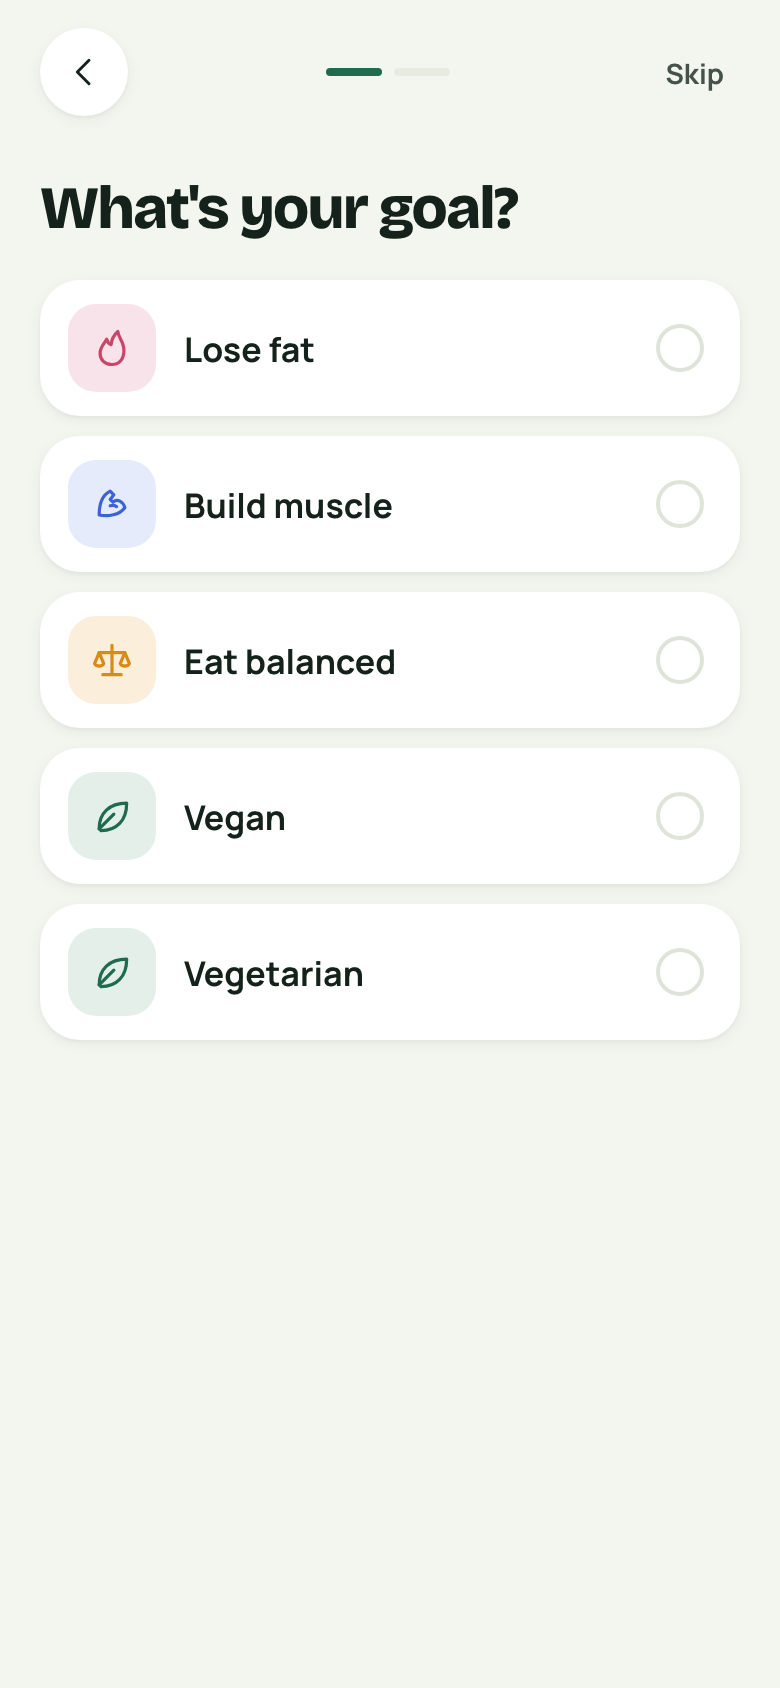 Skip
What's your goal?
Lose fat
Build muscle
Eat balanced
Vegan
Vegetarian